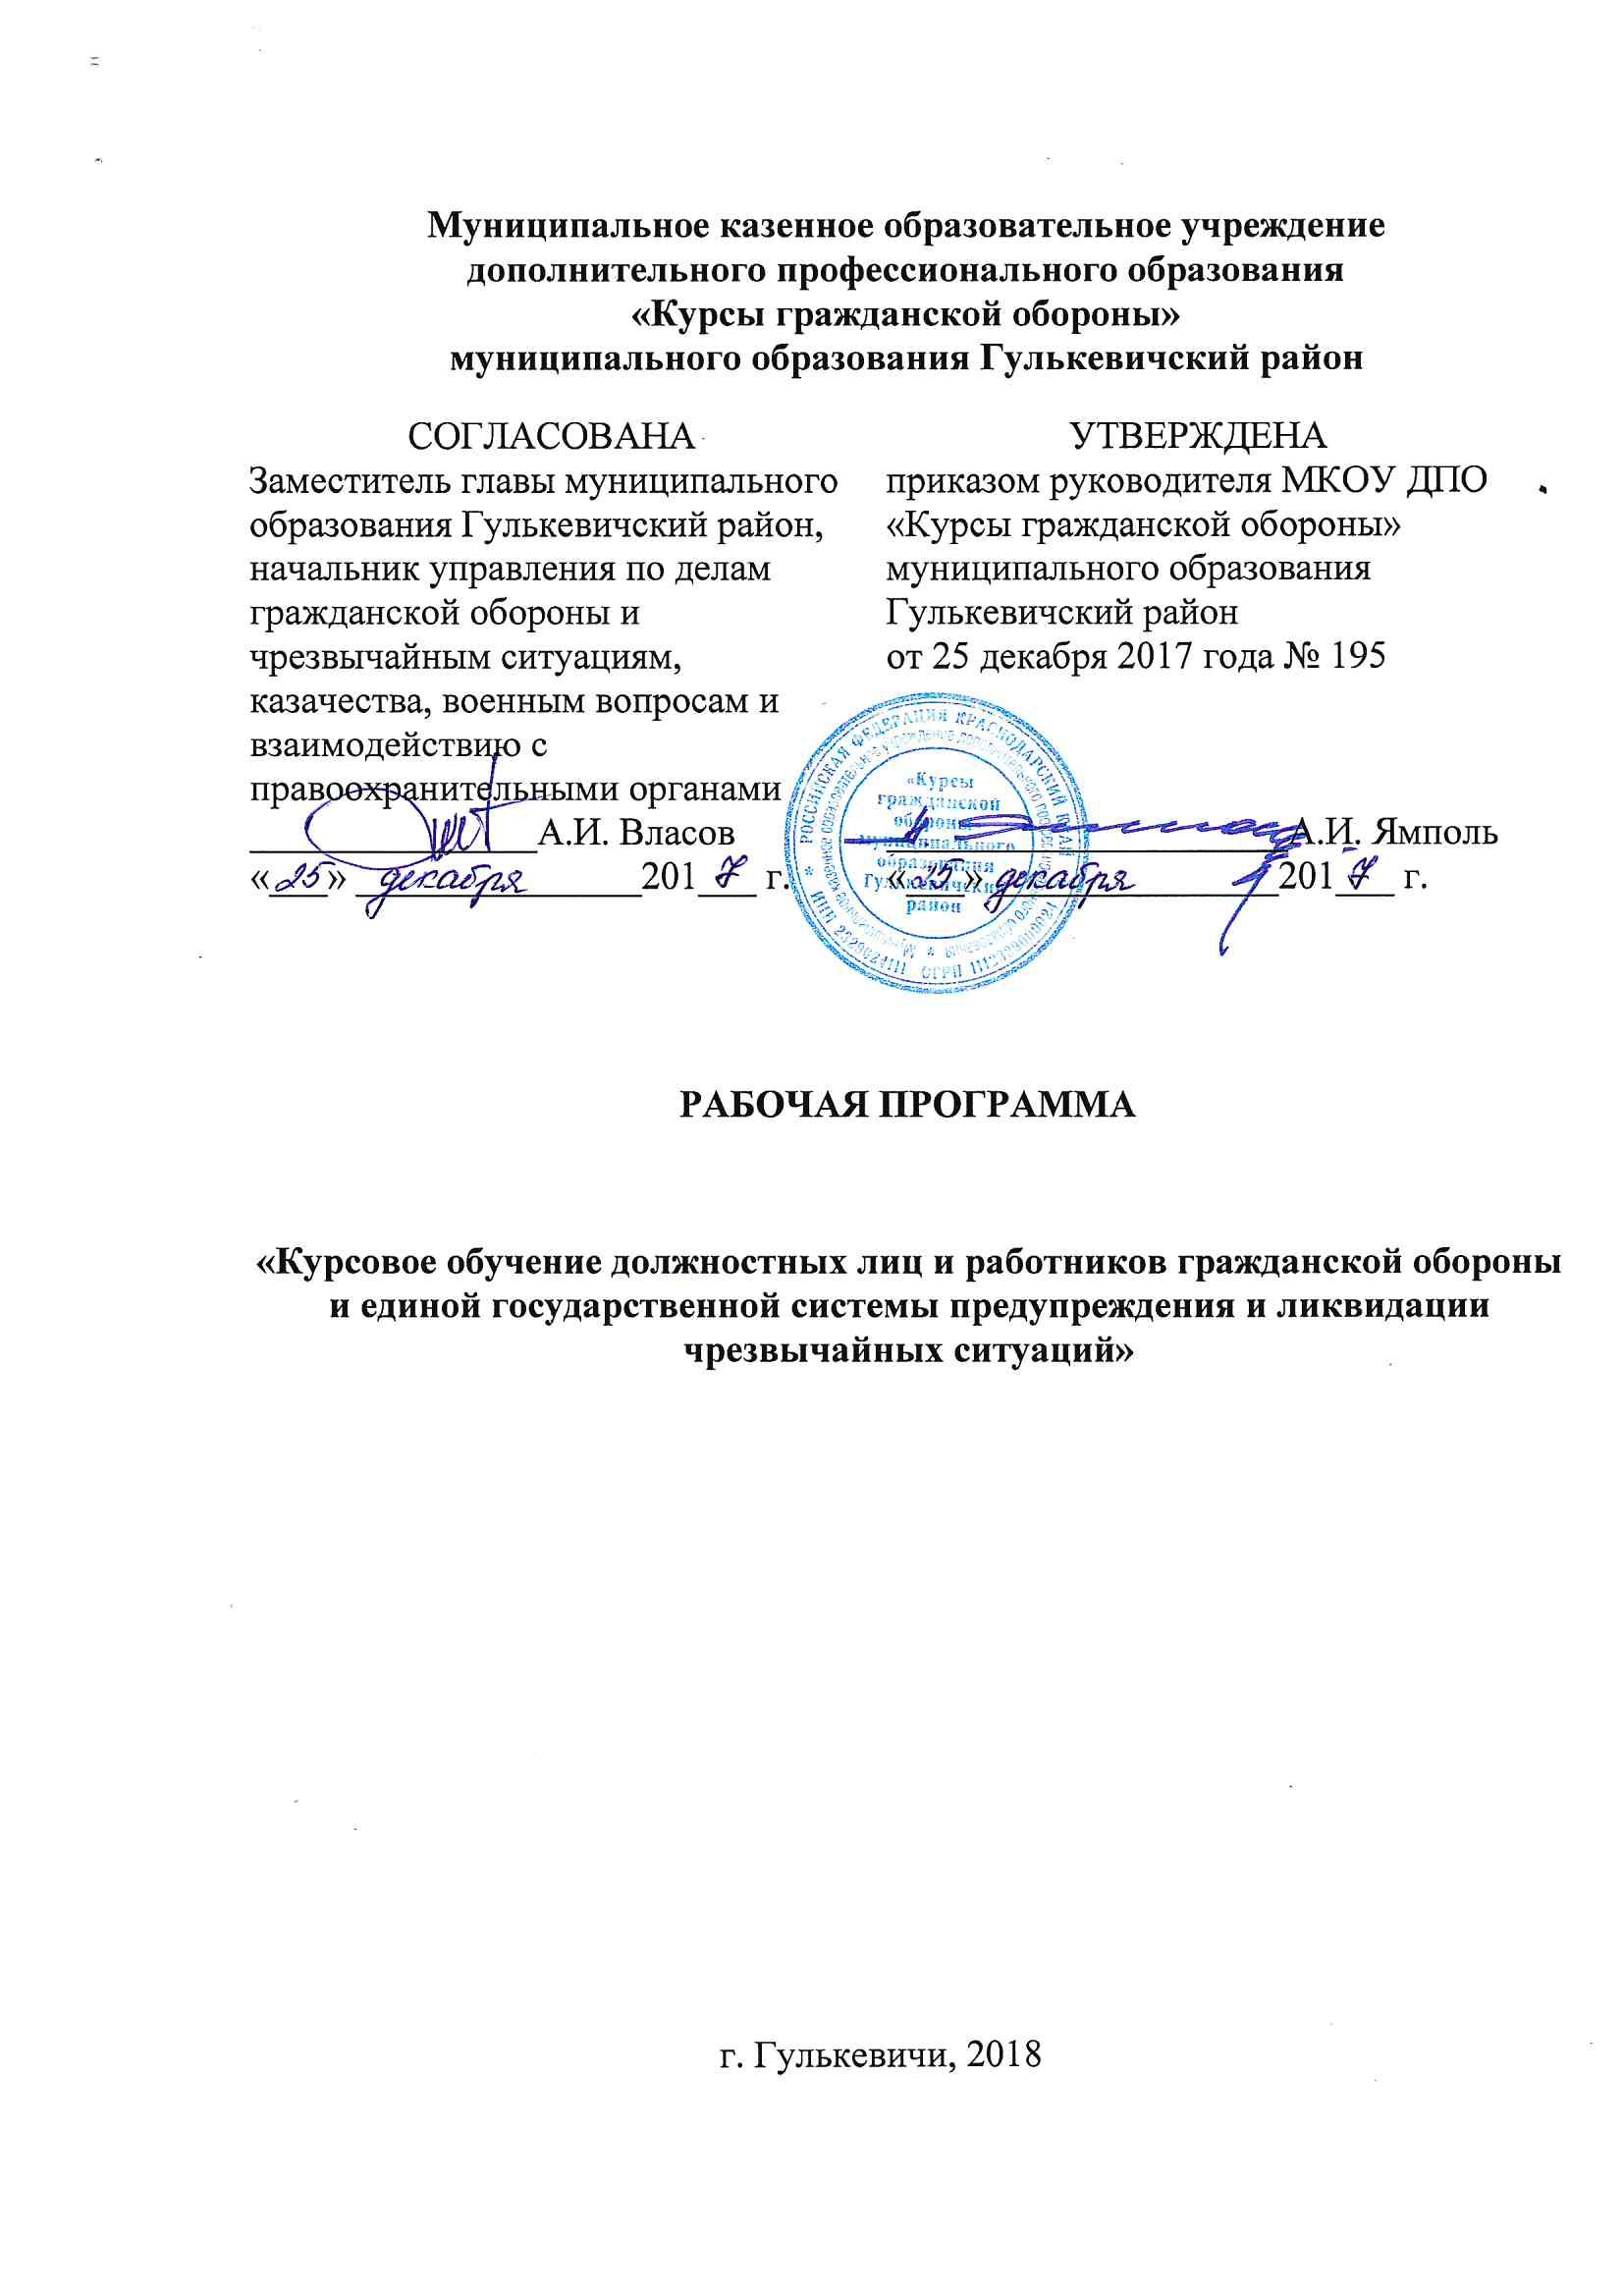 Муниципальное казенное образовательное учреждение
дополнительного профессионального образования
«Курсы гражданской обороны»
муниципального образования Гулькевичский район
СОГЛАСОВАНА
Заместитель главы муниципального
образования Гулькевичский район,
начальник управления по делам
гражданской обороны и
чрезвычайным ситуациям,
казачества, военным вопросам и
взаимодействию с
правоохранительными органами
А.И. Власов
«25» декабря 2017 г.
УТВЕРЖДЕНА
приказом руководителя МКОУ ДПО
«Курсы гражданской обороны»
муниципального образования
Гулькевичский район
от 25 декабря 2017 года № 195
А.И. Ямполь
«25» декабря 2017 г.
РОССИЙСКАЯ ФЕДЕРАЦИЯ КРАСНОДАРСКИЙ КРАЙ
«Курсы
гражданской
обороны
муниципального
образования
Гулькевичский
район
РАБОЧАЯ ПРОГРАММА
«Курсовое обучение должностных лиц и работников гражданской обороны
и единой государственной системы предупреждения и ликвидации
чрезвычайных ситуаций»
г. Гулькевичи, 2018